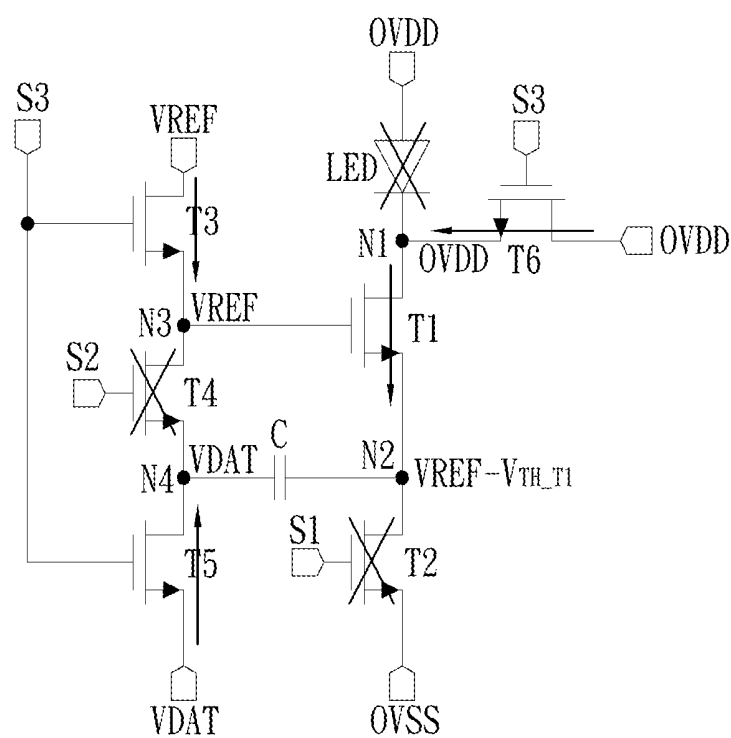 OVDD
S3
S3
VREF
LED
T3
N1
OVDD
T6
OVDD
N3
VREF
T1
S2
T4
C
N4
VDAT
N2
VREF-VTH_T1
S1
T5
T2
VDAT
OVSS